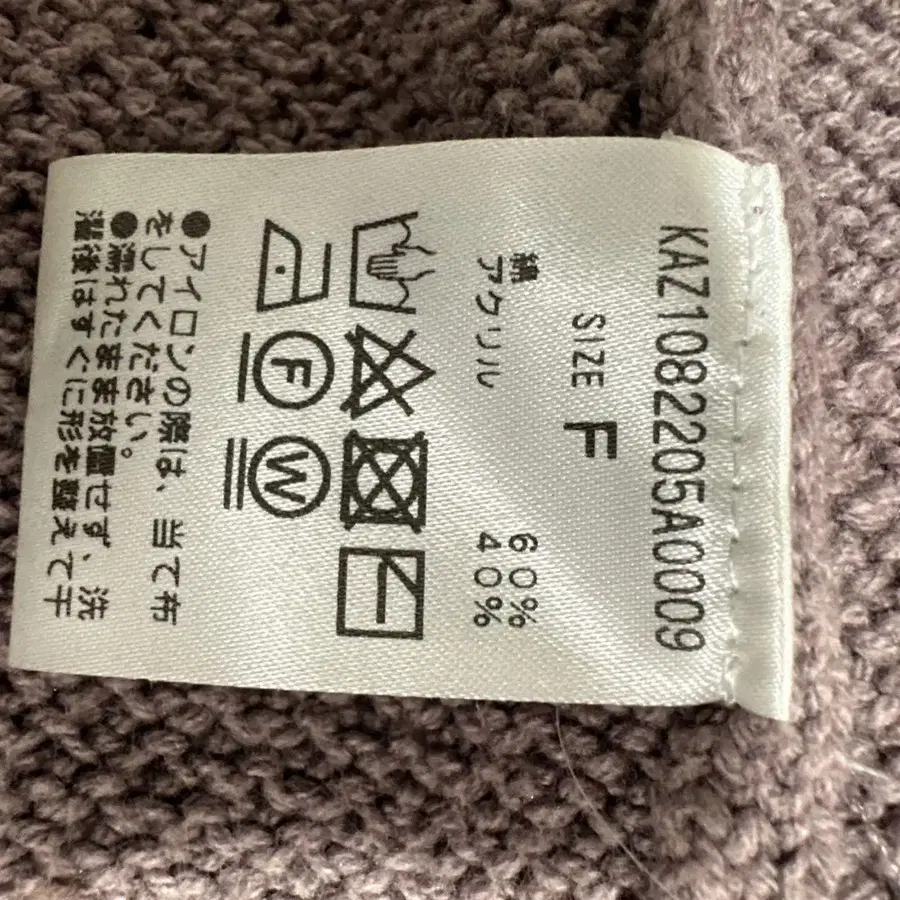 KAZ1082205A0009
SIZE F
綿 60%
アクリル 40%
F
W
●アイロンの際は、当て布
をしてください。
●濡れたまま放置せず、洗
濯後はすぐに形を整えて干